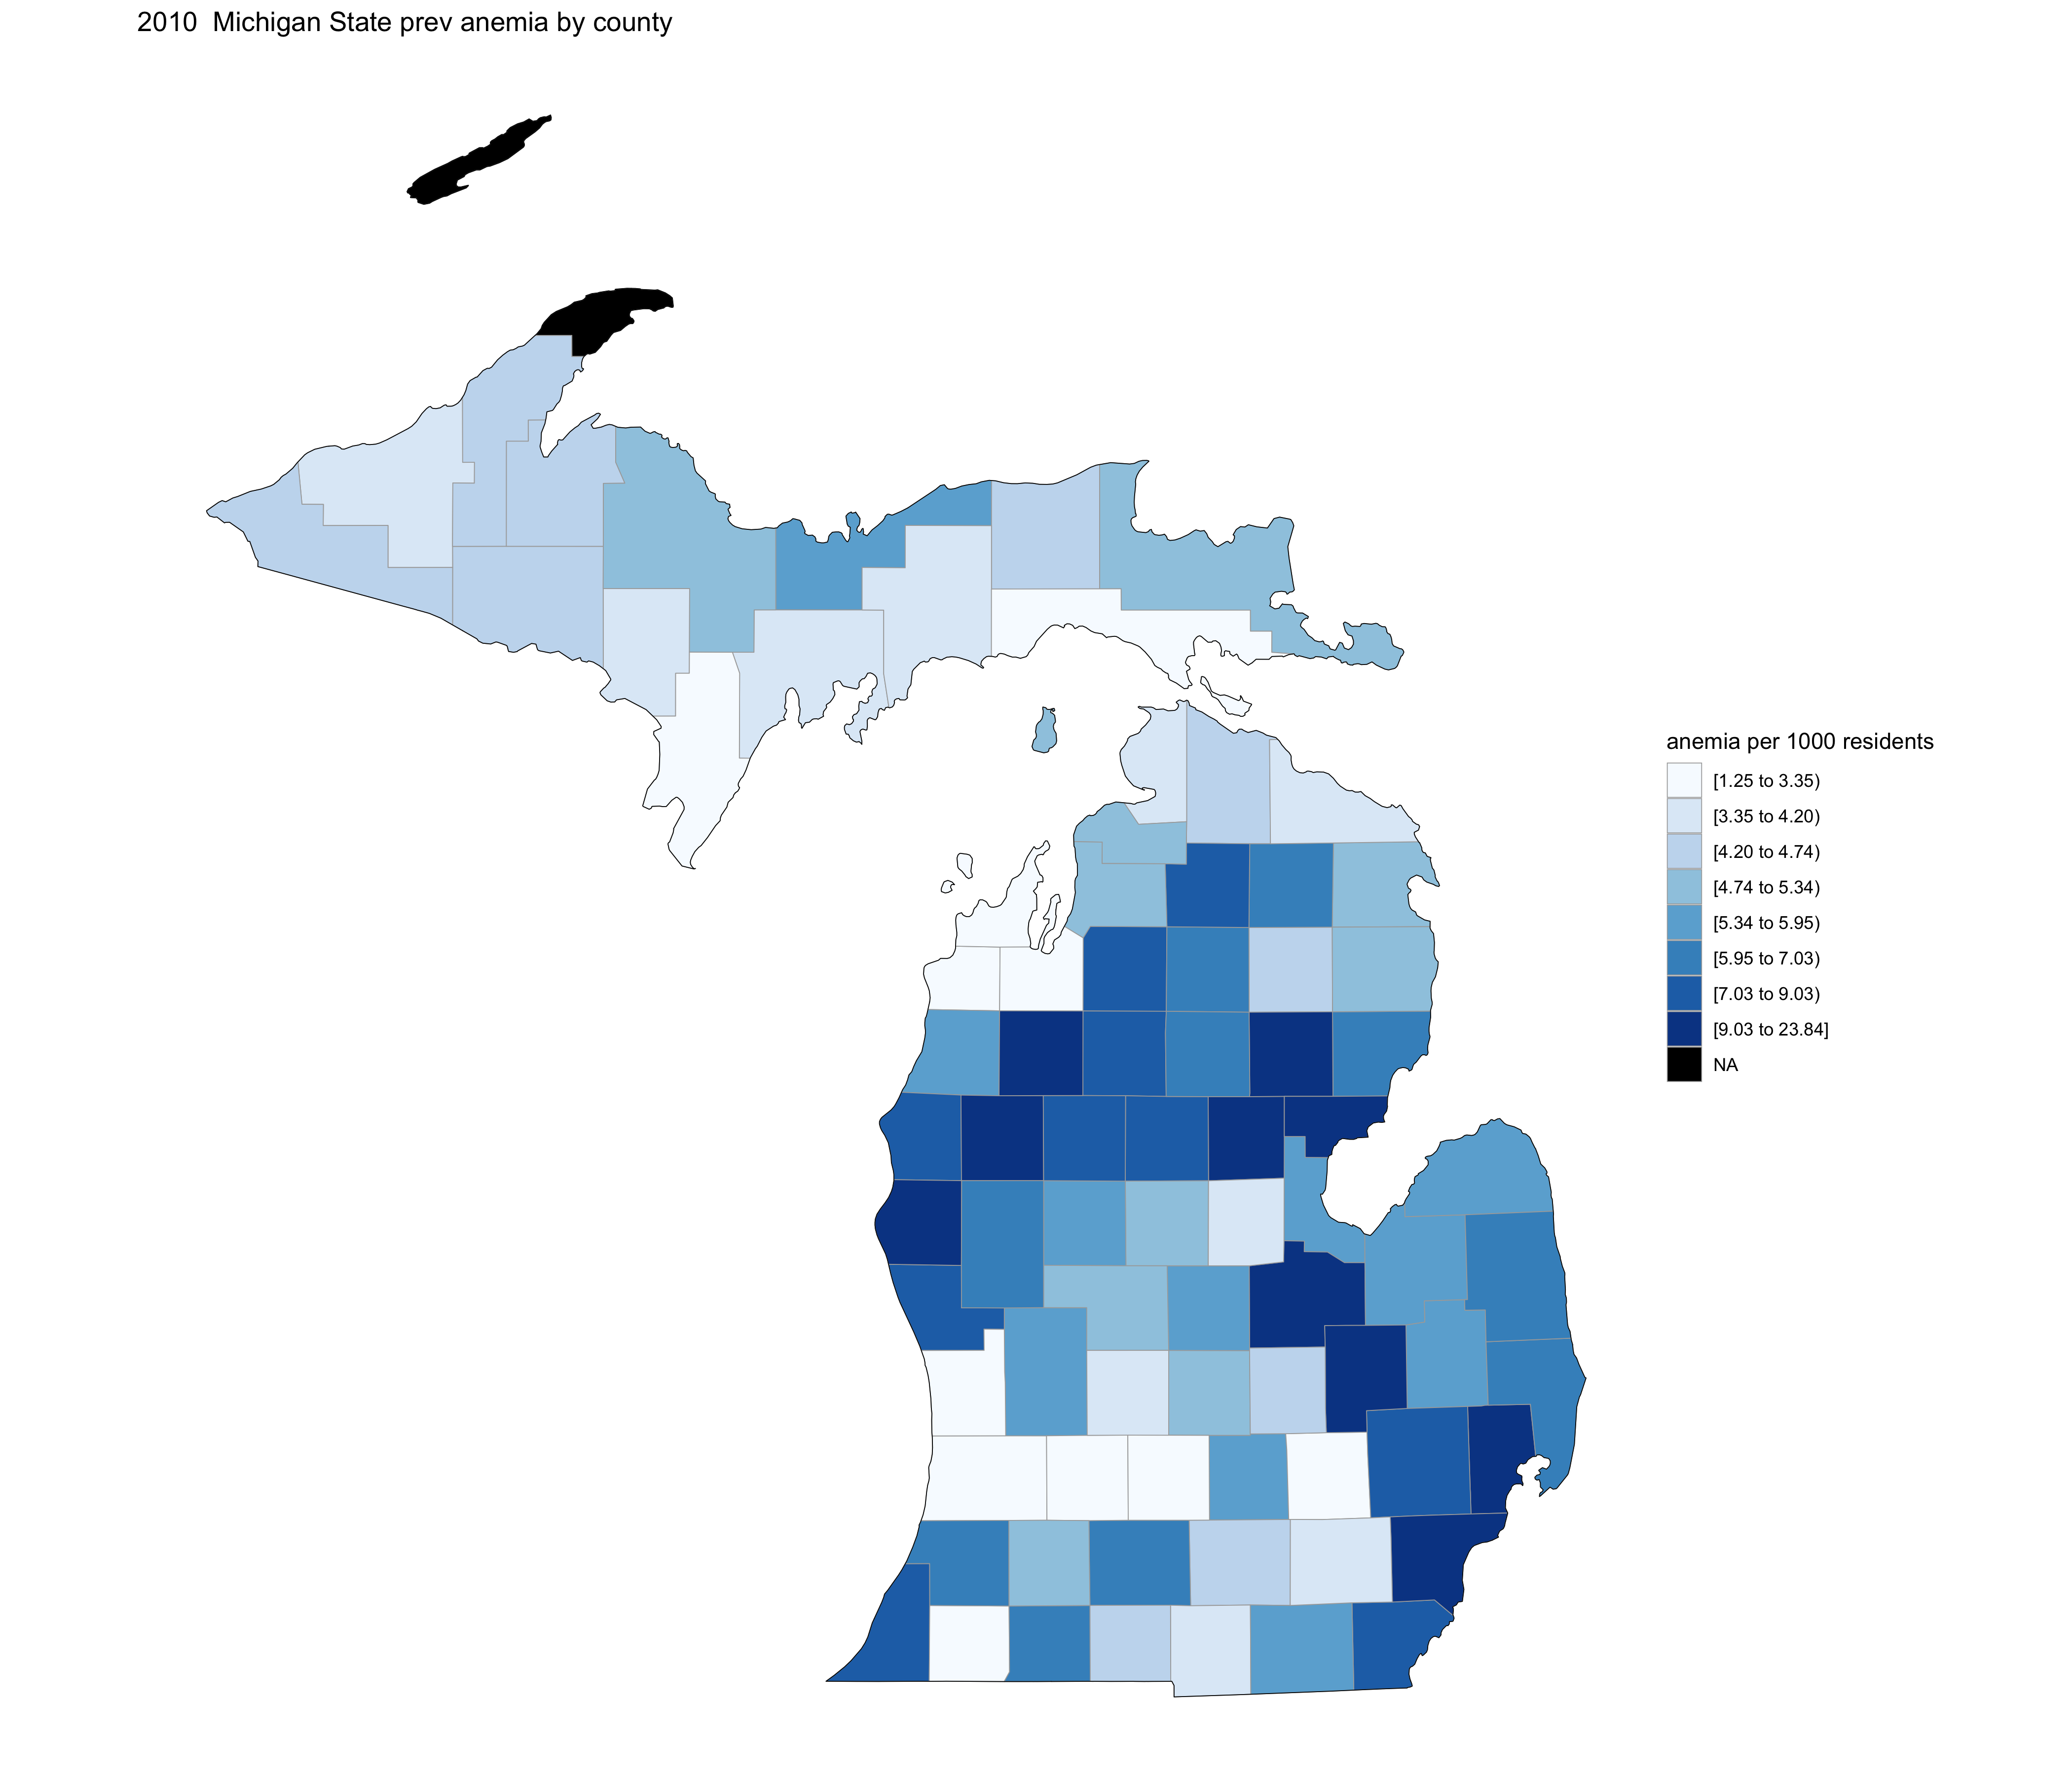 2010  Michigan State prev anemia by county
anemia per 1000 residents
[1.25 to 3.35)
[3.35 to 4.20)
[4.20 to 4.74)
[4.74 to 5.34)
[5.34 to 5.95)
[5.95 to 7.03)
[7.03 to 9.03)
[9.03 to 23.84]
NA